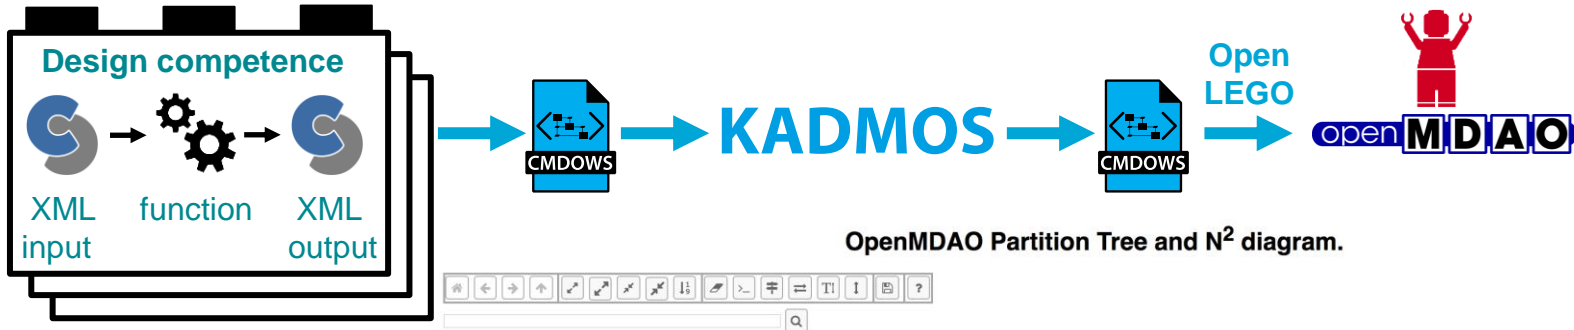 Design competence
XML
input
function
XML
output
CMDOWS
KADMOS
CMDOWS
Open
LEGO
open MDAO
OpenMDAO Partition Tree and N² diagram.